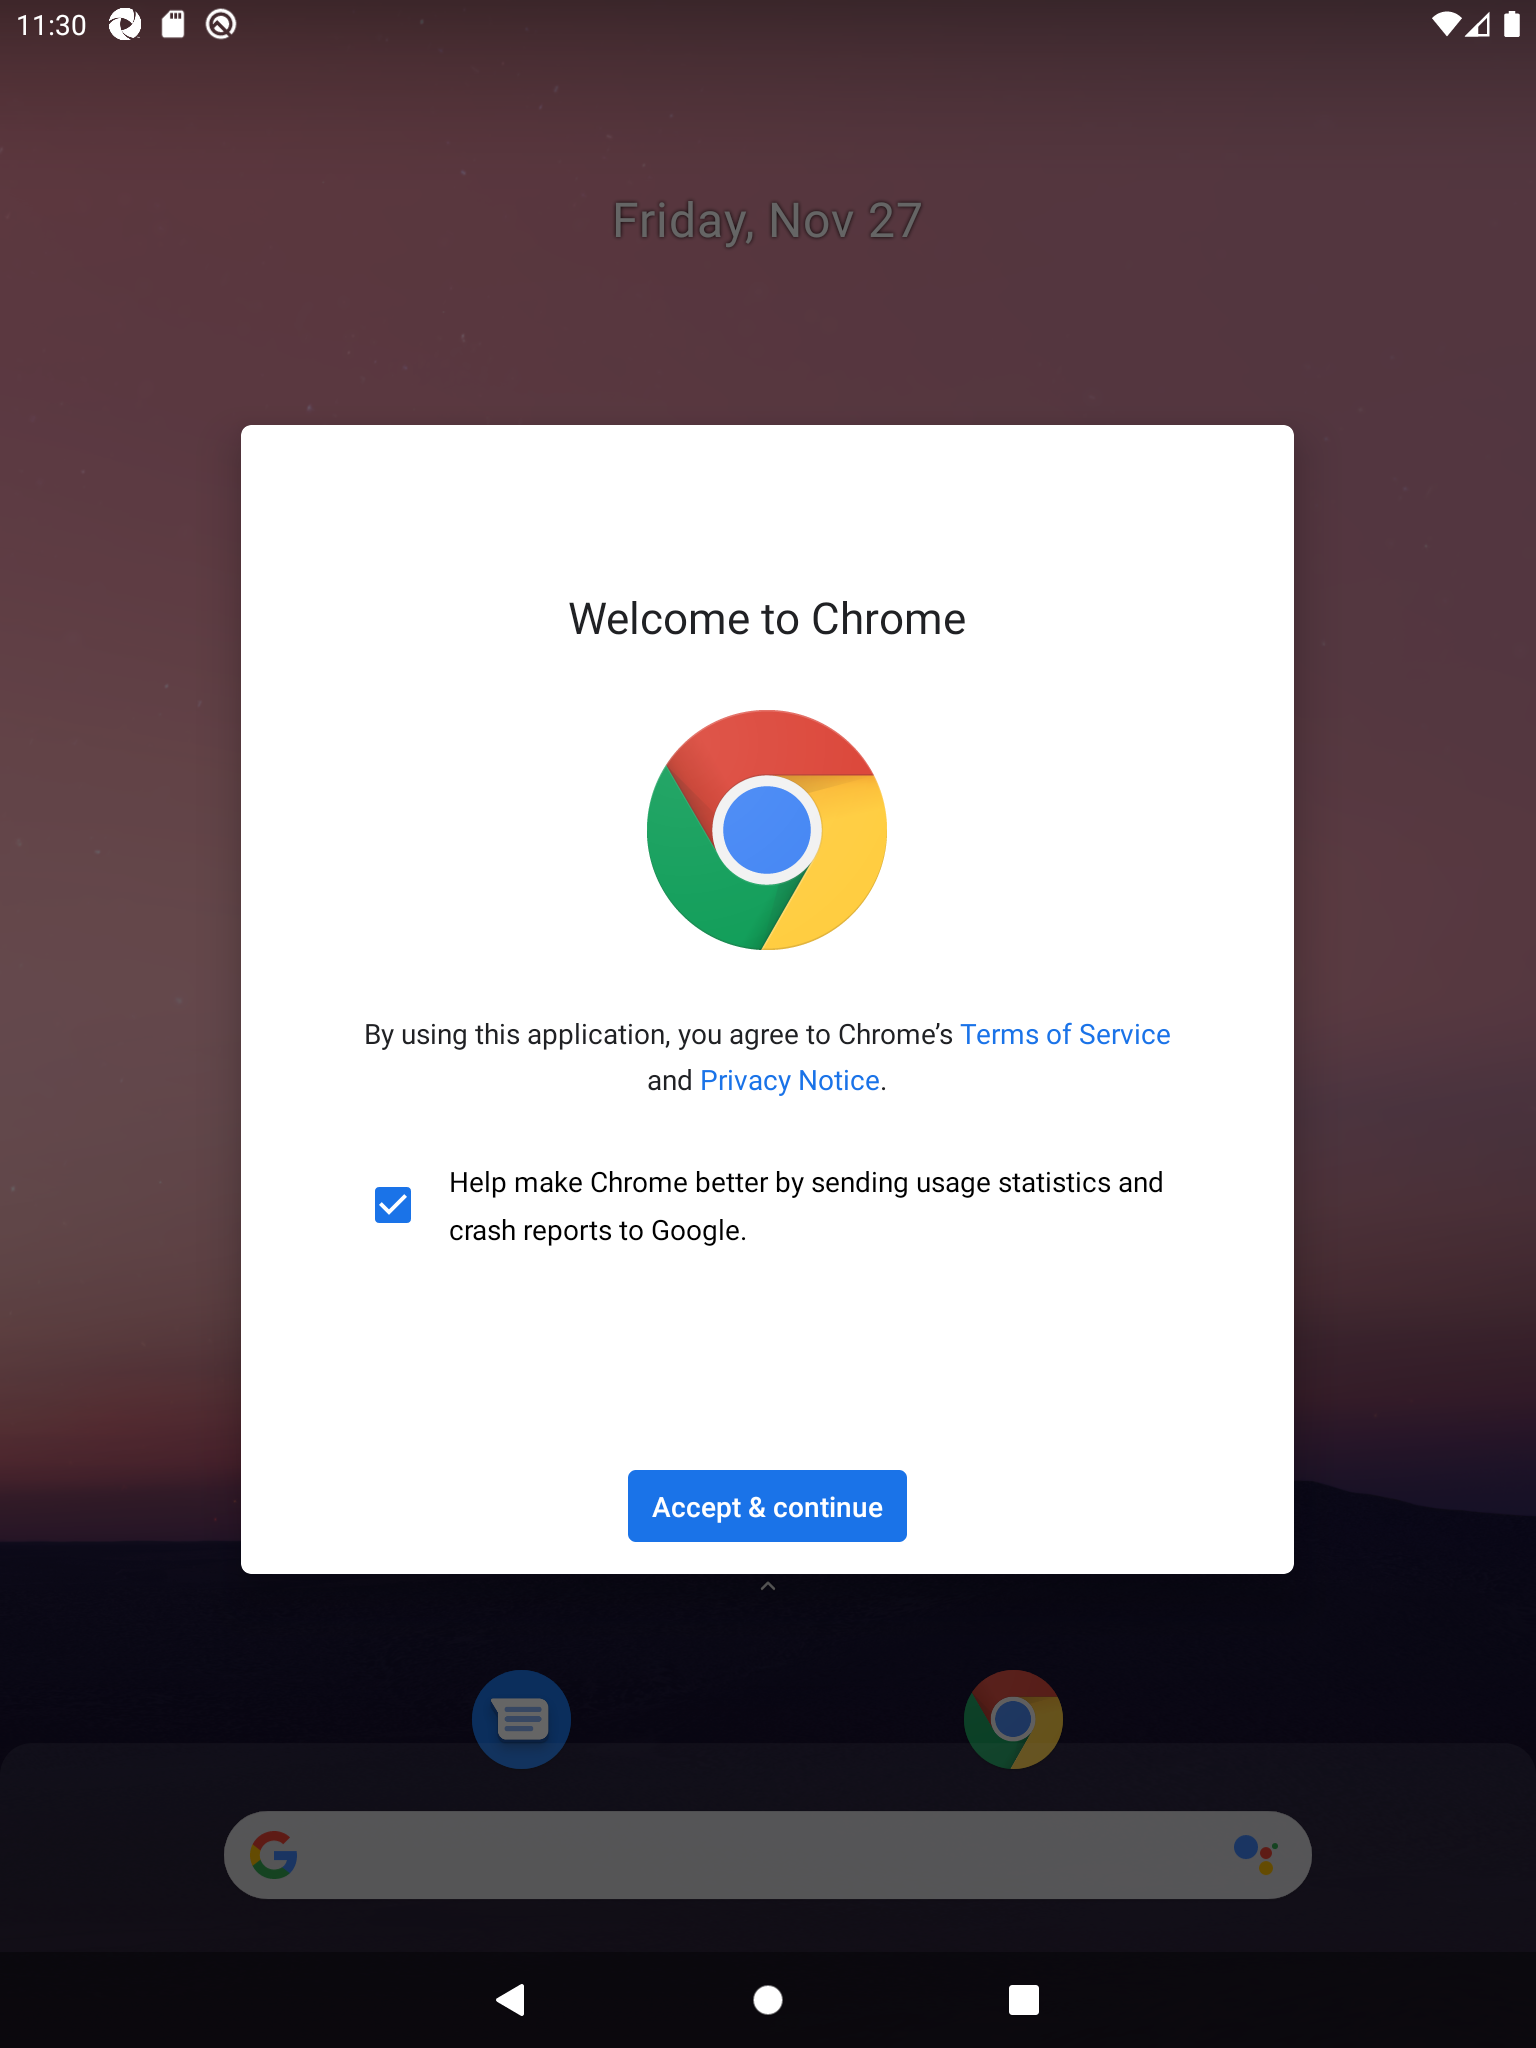 11:30
Friday, Nov 27
Welcome to Chrome
By using this application, you agree to Chrome’s Terms of Service
and Privacy Notice.
Help make Chrome better by sending usage statistics and
crash reports to Google.
Accept & continue